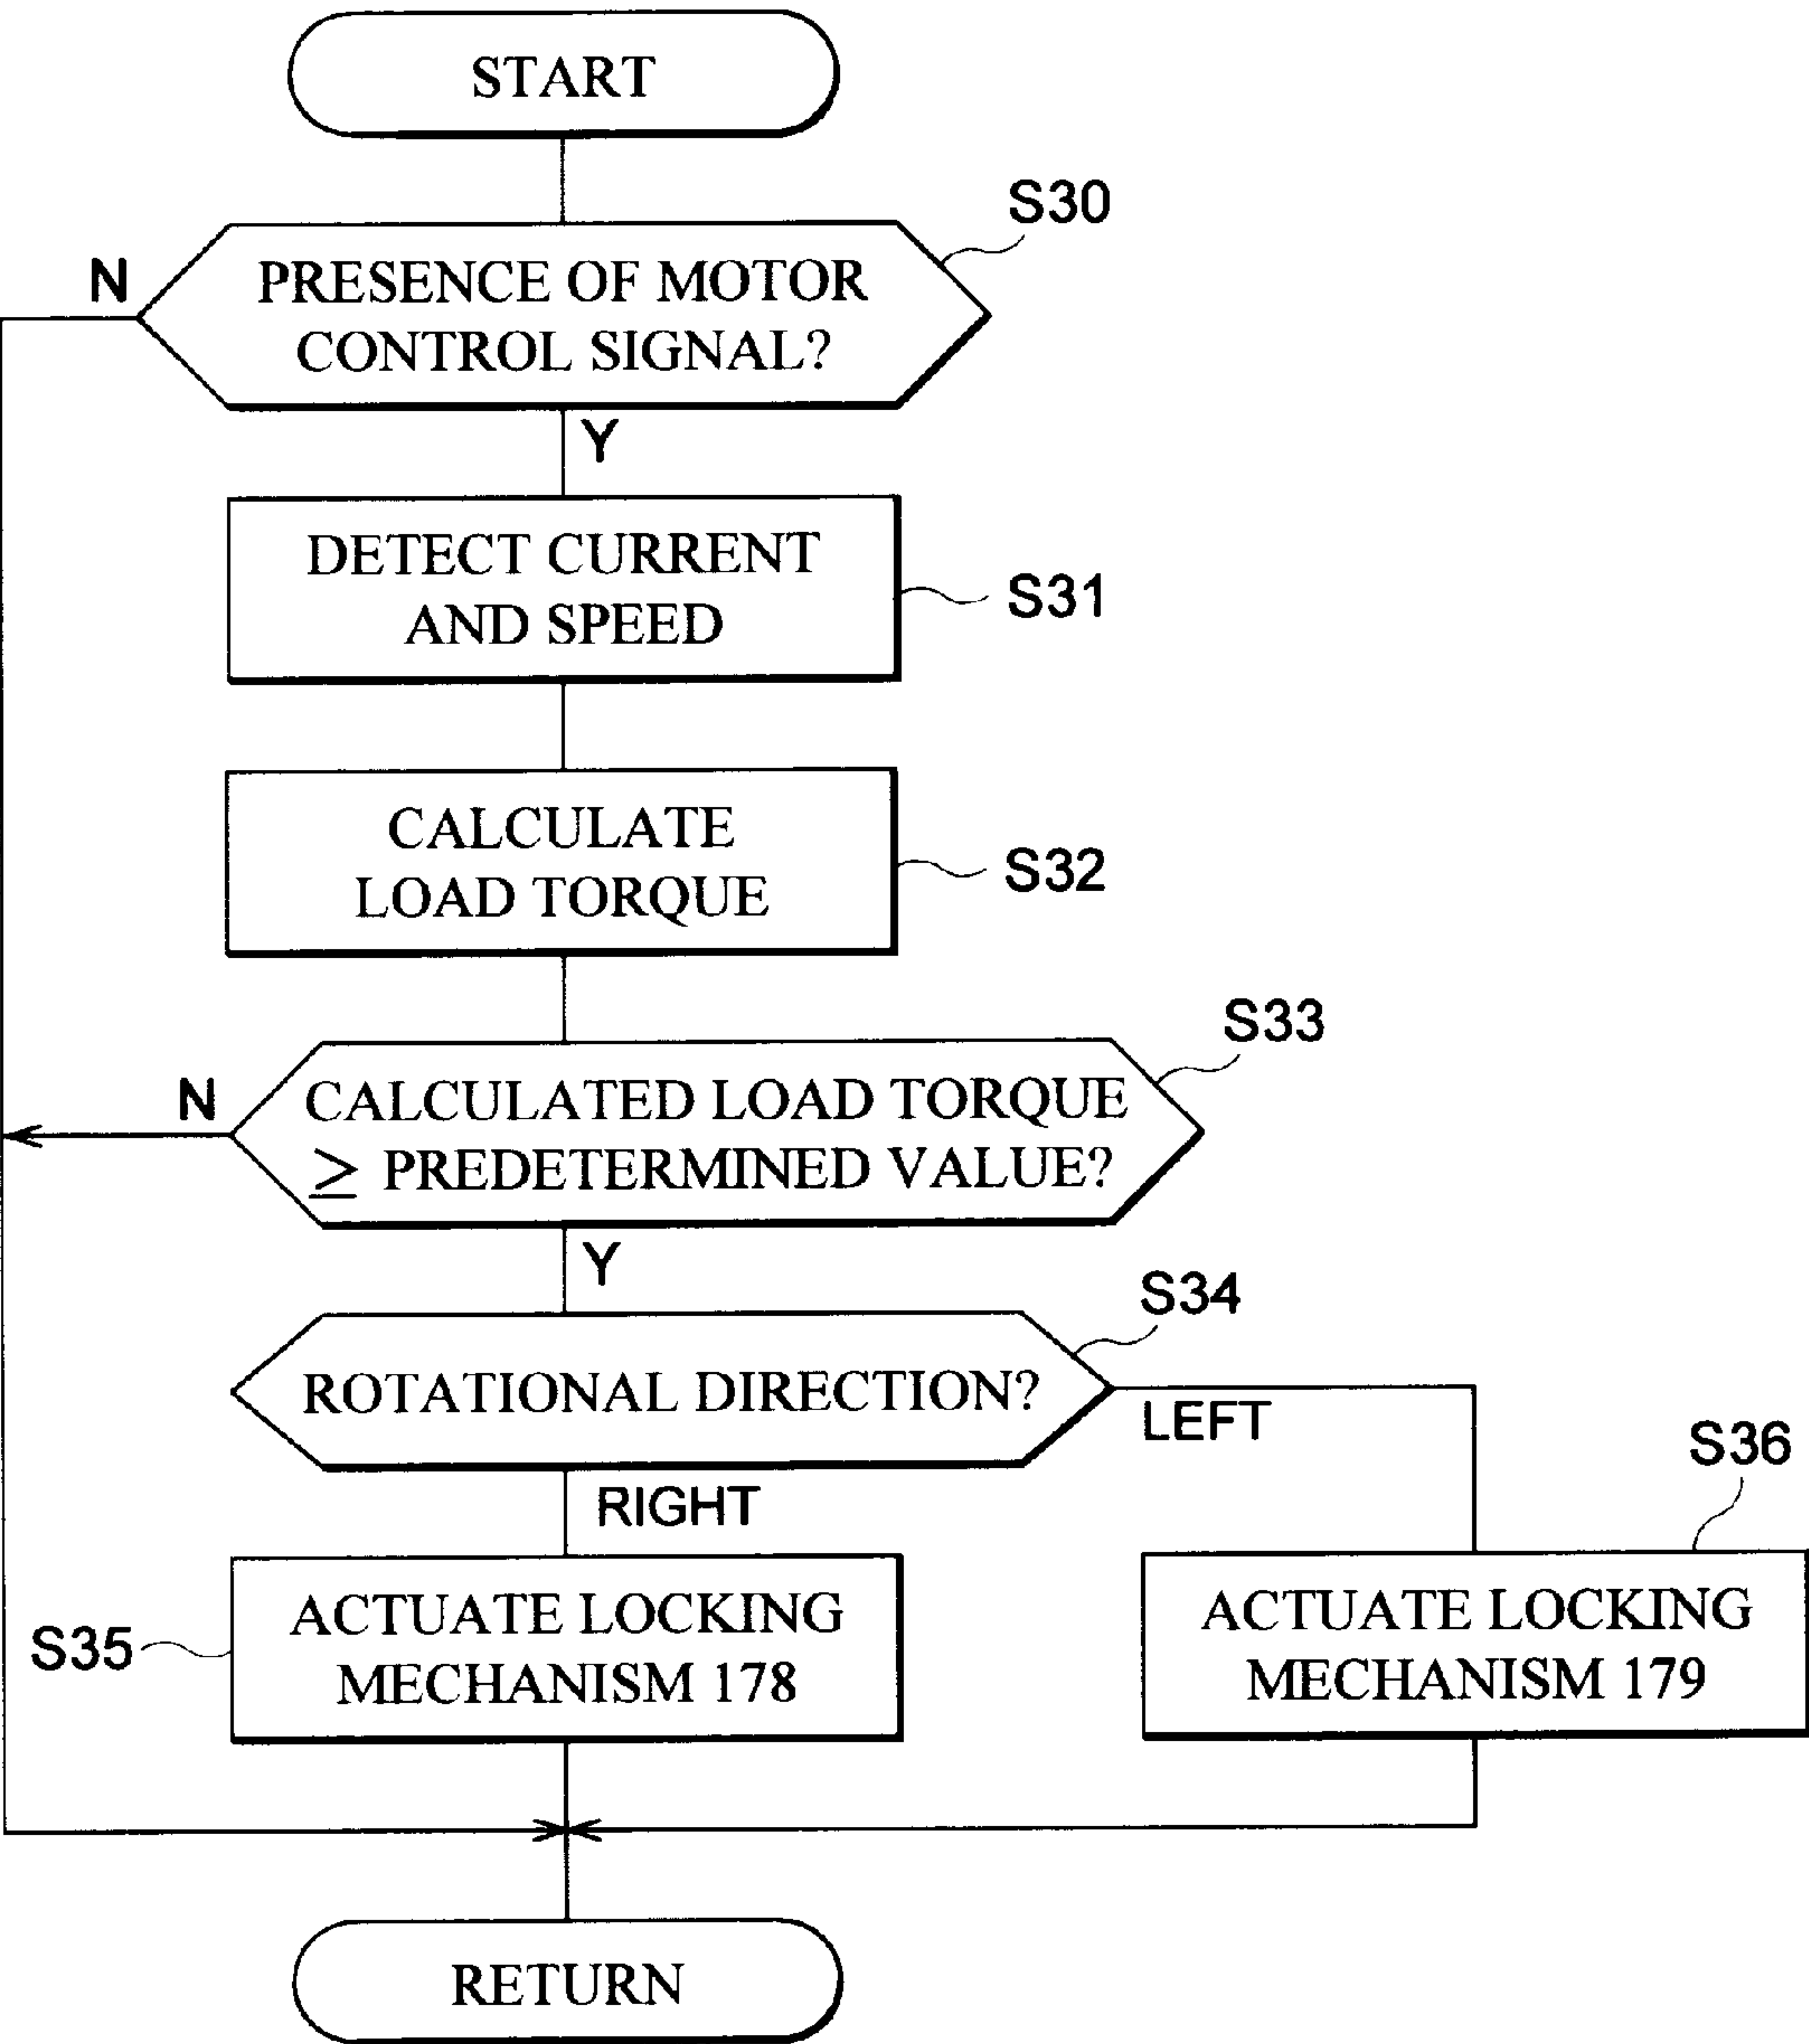 START
S30
N
PRESENCE OF MOTOR
CONTROL SIGNAL?
Y
DETECT CURRENT
AND SPEED
S31
CALCULATE
LOAD TORQUE
S32
S33
N
CALCULATED LOAD TORQUE
≥ PREDETERMINED VALUE?
Y
S34
ROTATIONAL DIRECTION?
LEFT
RIGHT
S36
S35
ACTUATE LOCKING
MECHANISM 178
ACTUATE LOCKING
MECHANISM 179
RETURN